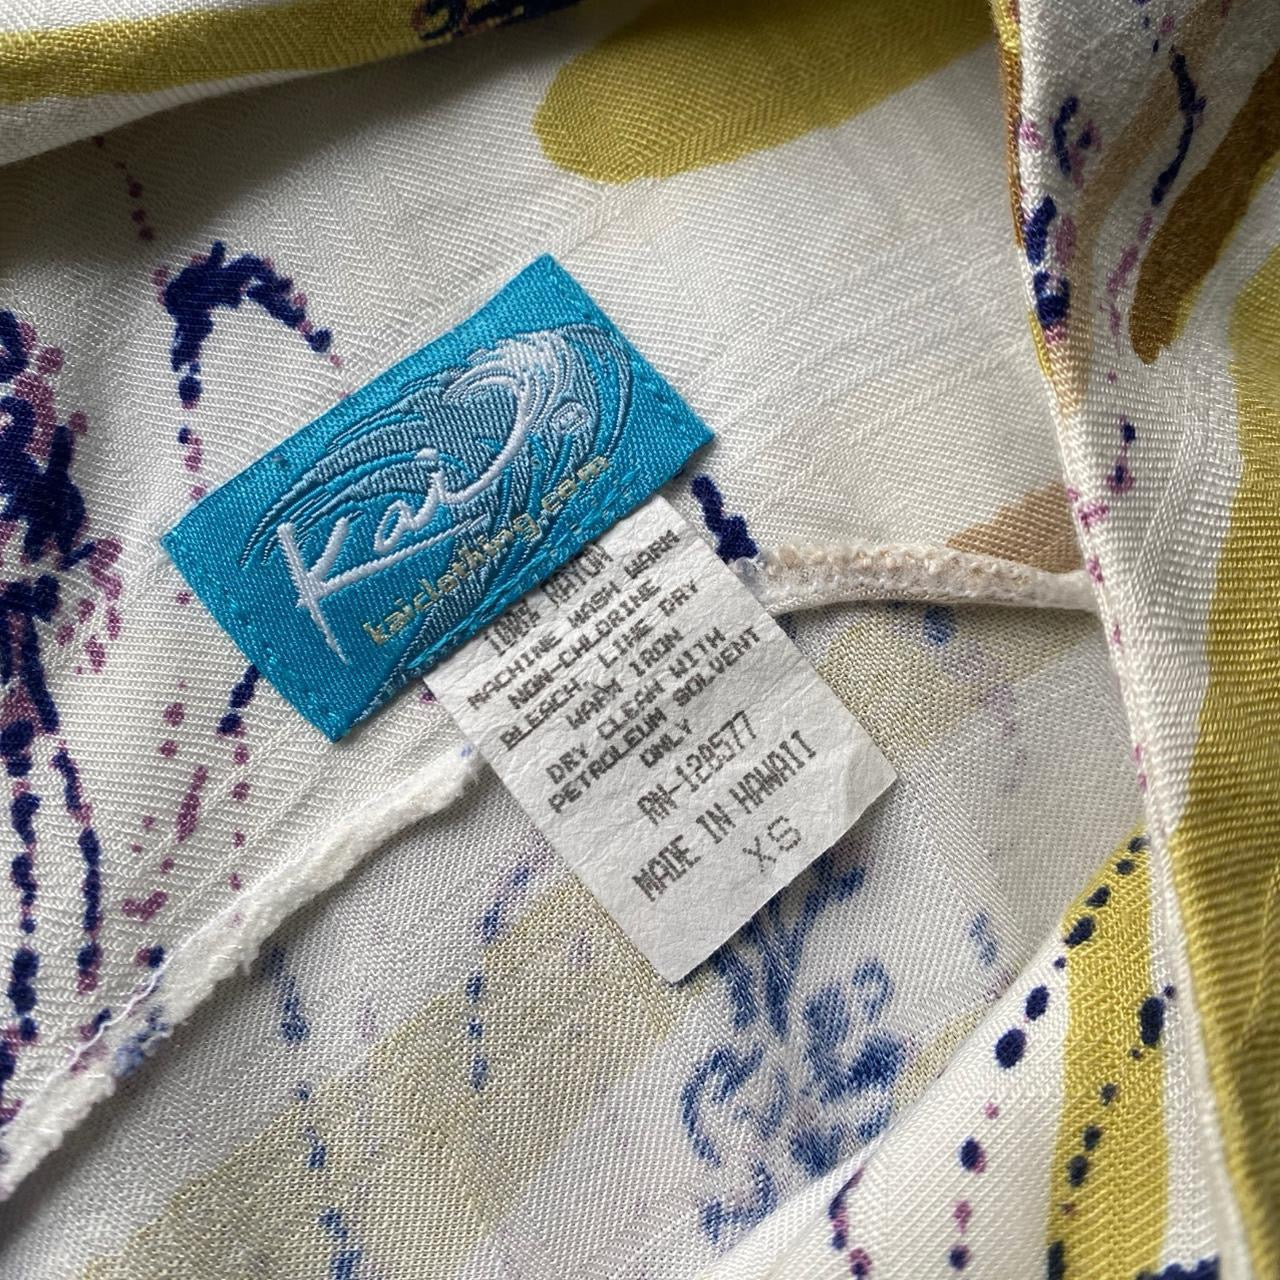 Kai
kaiclothing.com
100% RAYON
MACHINE WASH WARM
NON-CHLORINE
BLEACH, LINE DRY
WARM IRON
DRY CLEAN WITH
PETROLEUM SOLVENT
ONLY
RN-128577
MADE IN HAWAII
XS